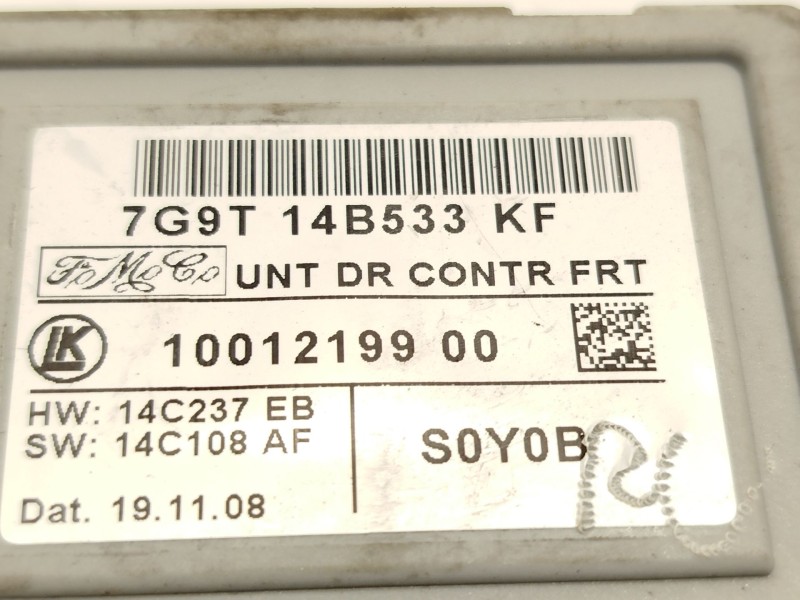 7G9T 14B533 KF
FoMoCo UNT DR CONTR FRT
LK 10012199 00
HW: 14C237 EB
SW: 14C108 AF
S0Y0B
Dat. 19.11.08